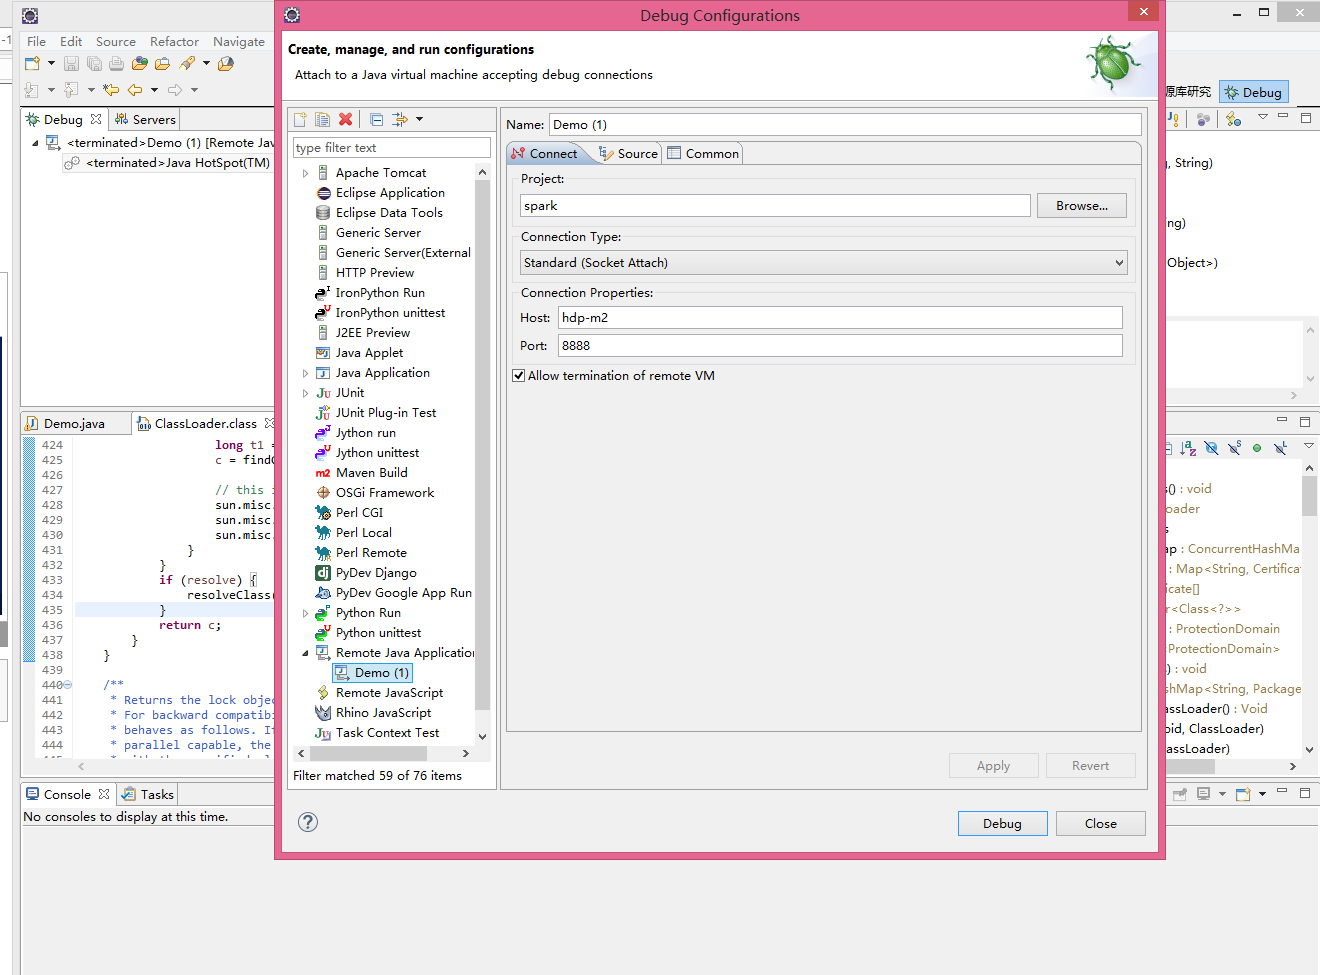 Debug Configurations
File Edit Source Refactor Navigate
Create, manage, and run configurations
Attach to a Java virtual machine accepting debug connections
源库研究 Debug
Debug Servers
<terminated>Demo (1) [Remote Jav
<terminated>Java HotSpot(TM)
type filter text
Apache Tomcat
Eclipse Application
Eclipse Data Tools
Generic Server
Generic Server(External
HTTP Preview
IronPython Run
IronPython unittest
J2EE Preview
Java Applet
Java Application
JUnit
JUnit Plug-in Test
Jython run
Jython unittest
Maven Build
OSGi Framework
Perl CGI
Perl Local
Perl Remote
PyDev Django
PyDev Google App Run
Python Run
Python unittest
Remote Java Application
Demo (1)
Remote JavaScript
Rhino JavaScript
Task Context Test
Filter matched 59 of 76 items
Name: Demo (1)
Connect Source Common
Project:
spark Browse...
Connection Type:
Standard (Socket Attach)
Connection Properties:
Host: hdp-m2
Port: 8888
Allow termination of remote VM
Apply Revert
Debug Close
, String)
ng)
Object>)
Demo.java ClassLoader.class
424 long t1 =
425 c = find
426
427 // this i
428 sun.misc.
429 sun.misc.
430 sun.misc.
431 }
432 }
433 if (resolve) {
434 resolveClass(
435 }
436 return c;
437 }
438 }
439
440 /**
441 * Returns the lock objec
442 * For backward compatibi
443 * behaves as follows. I
444 * parallel capable, the
s() : void
oader
s
ap : ConcurrentHashMa
: Map<String, Certifica
icate[]
r<Class<?>>
: ProtectionDomain
ProtectionDomain>
s) : void
shMap<String, Package
assLoader() : Void
oid, ClassLoader)
assLoader)
Console Tasks
No consoles to display at this time.